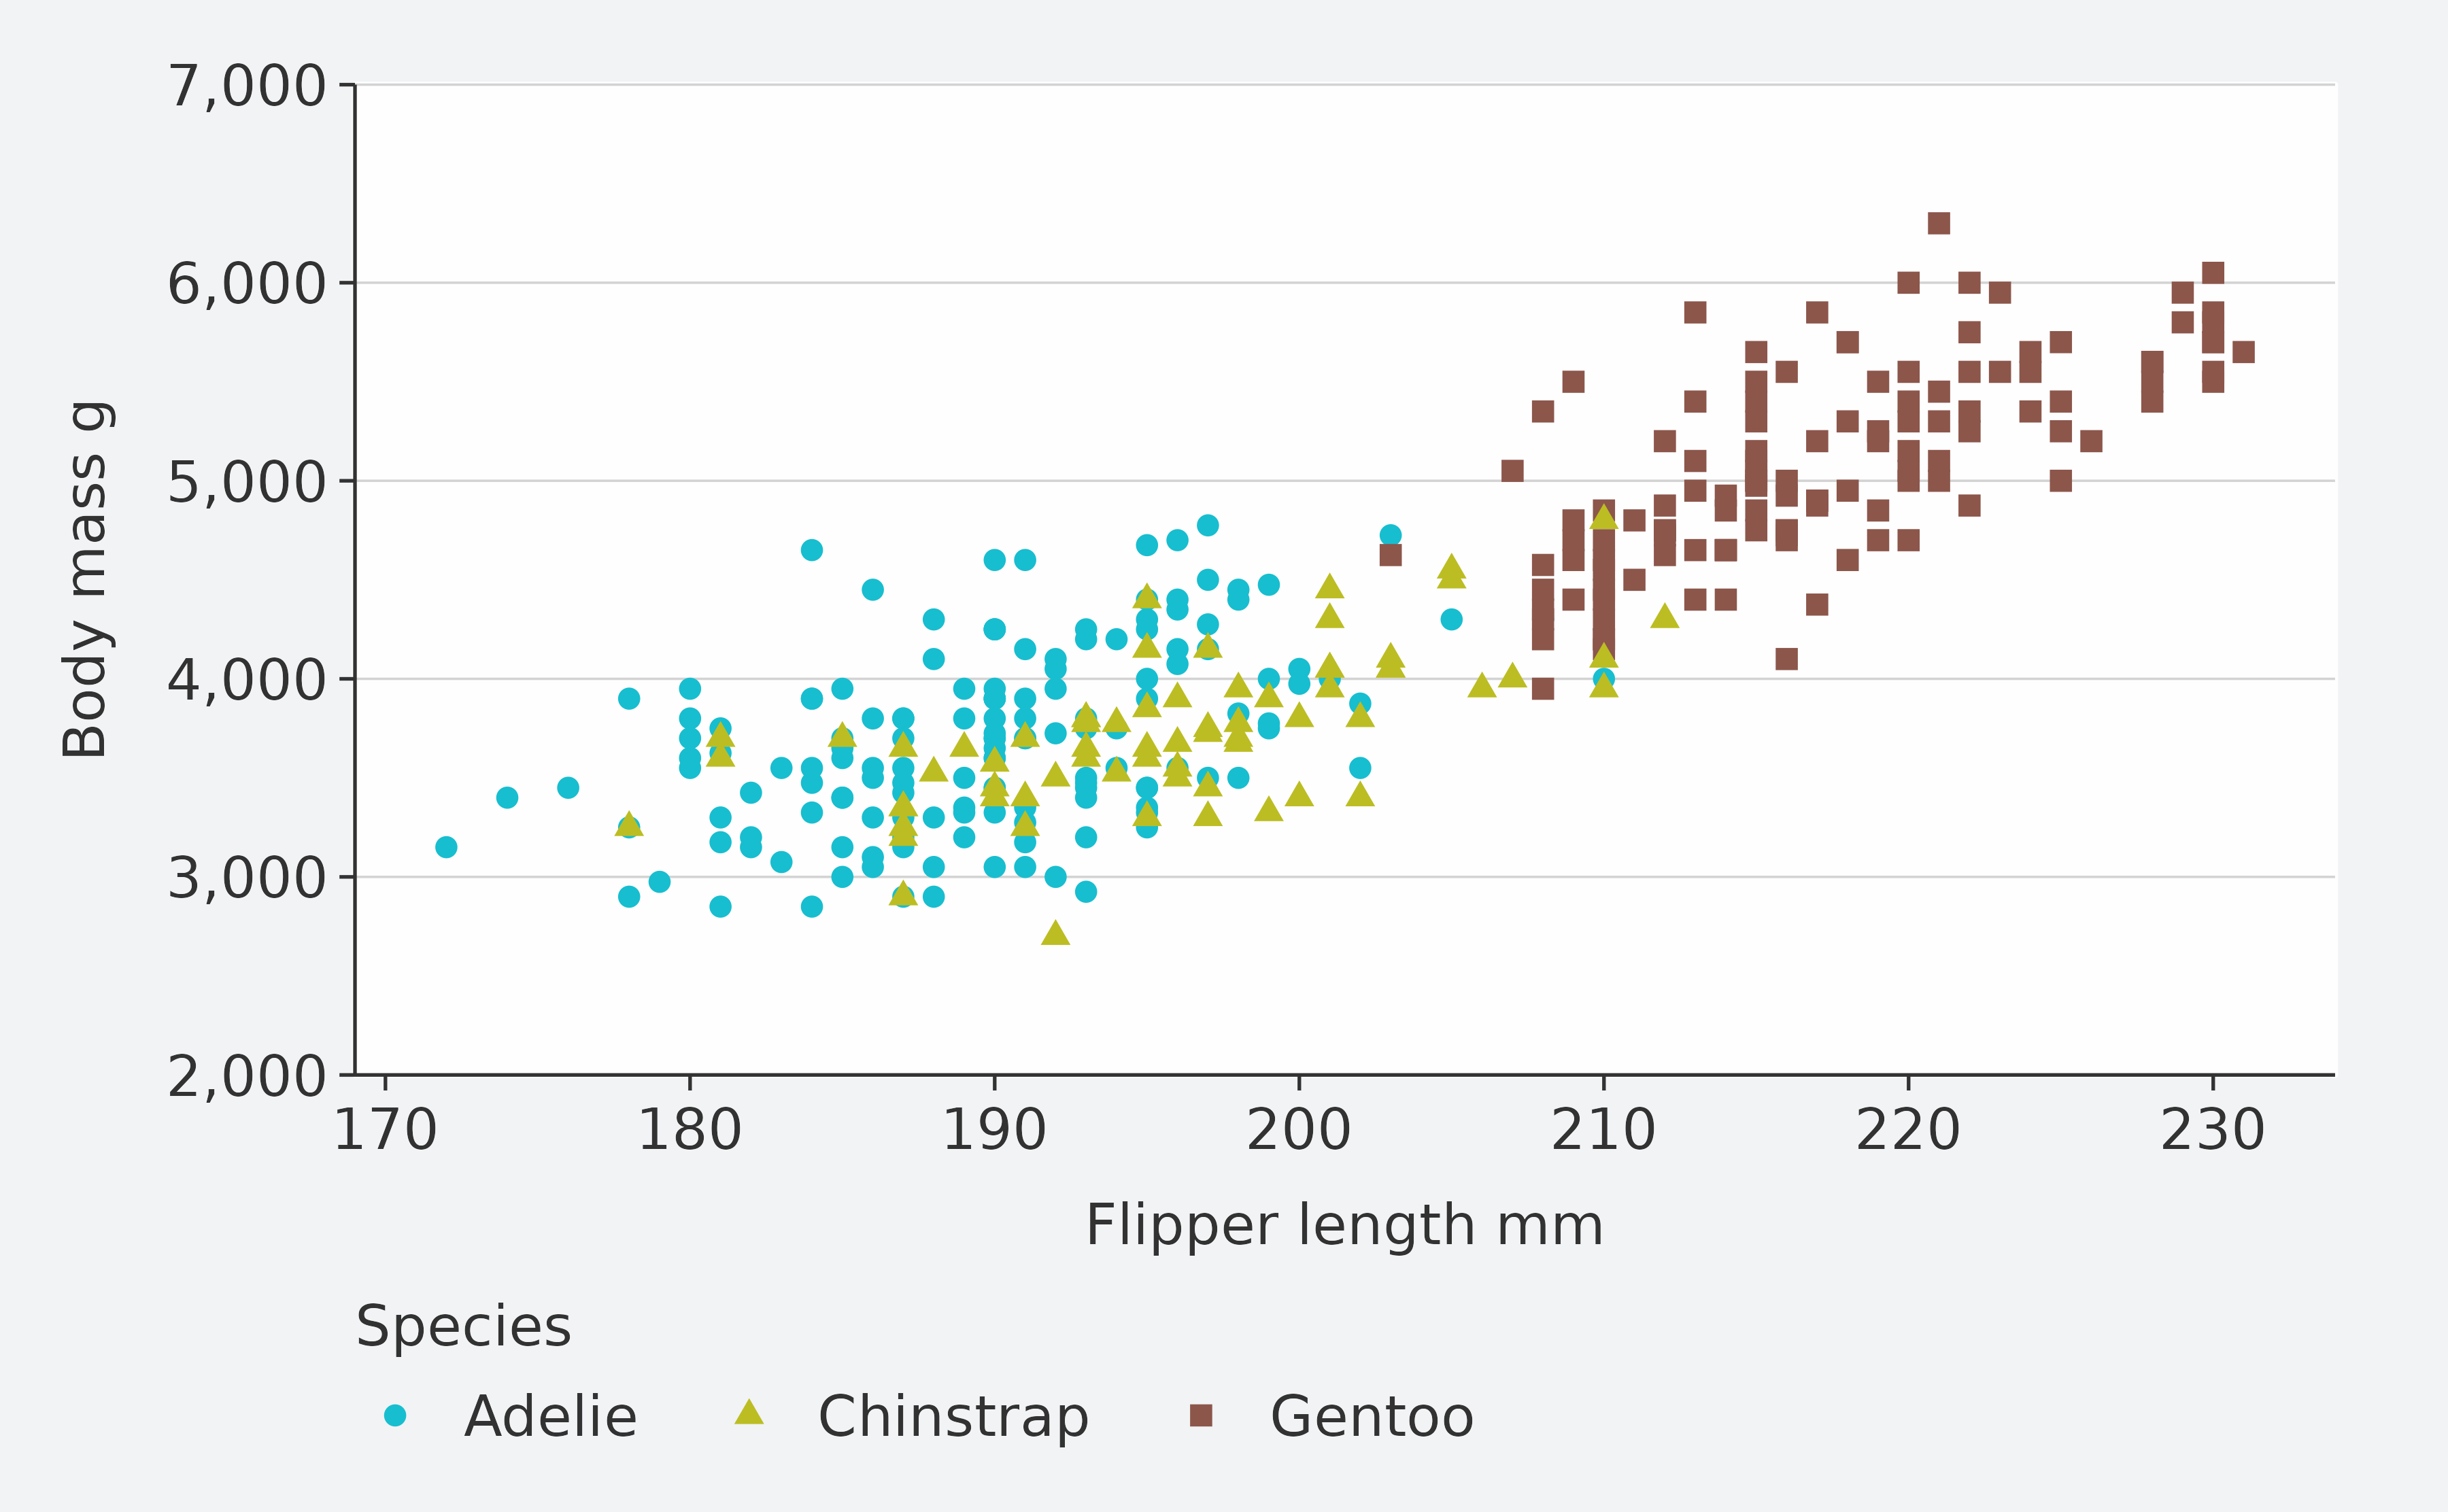 7,000
6,000
5,000
4,000
3,000
2,000
Body mass g
170 180 190 200 210 220 230
Flipper length mm
Species
Adelie Chinstrap Gentoo